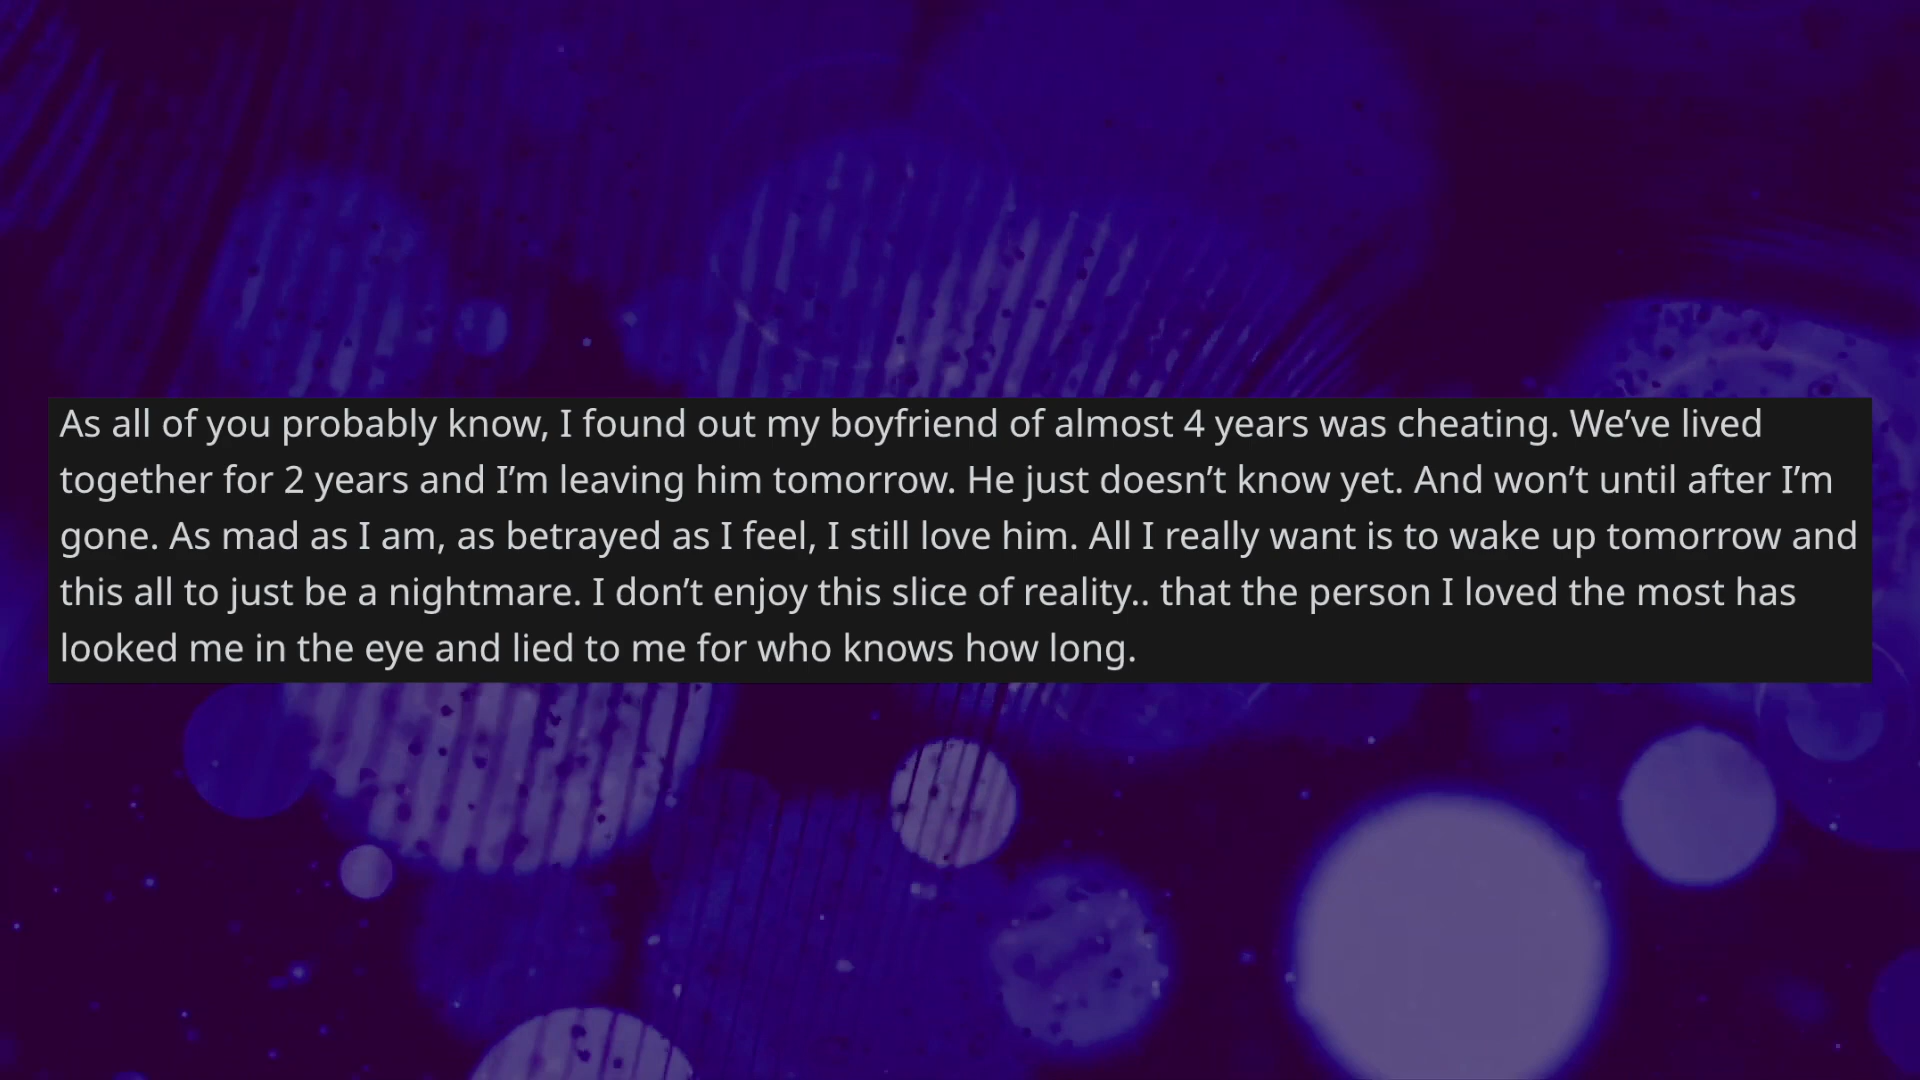 As all of you probably know, I found out my boyfriend of almost 4 years was cheating. We’ve lived
together for 2 years and I’m leaving him tomorrow. He just doesn’t know yet. And won’t until after I’m
gone. As mad as I am, as betrayed as I feel, I still love him. All I really want is to wake up tomorrow and
this all to just be a nightmare. I don’t enjoy this slice of reality.. that the person I loved the most has
looked me in the eye and lied to me for who knows how long.